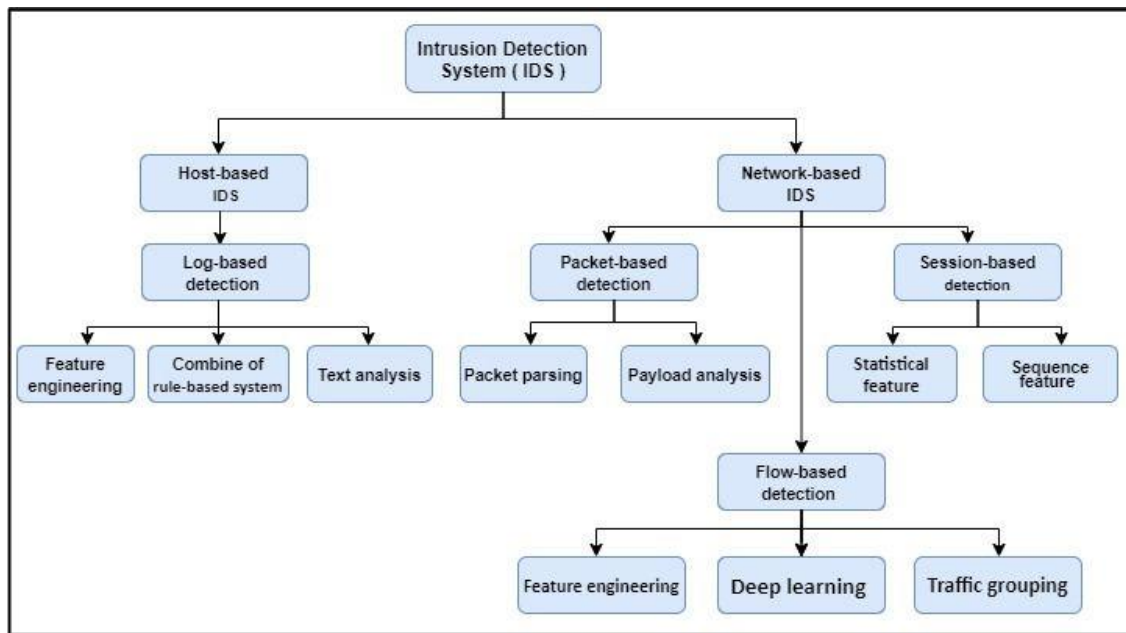 Intrusion Detection
System ( IDS )
Host-based
IDS
Network-based
IDS
Log-based
detection
Packet-based
detection
Session-based
detection
Feature
engineering
Combine of
rule-based system
Text analysis
Packet parsing
Payload analysis
Statistical
feature
Sequence
feature
Flow-based
detection
Feature engineering
Deep learning
Traffic grouping